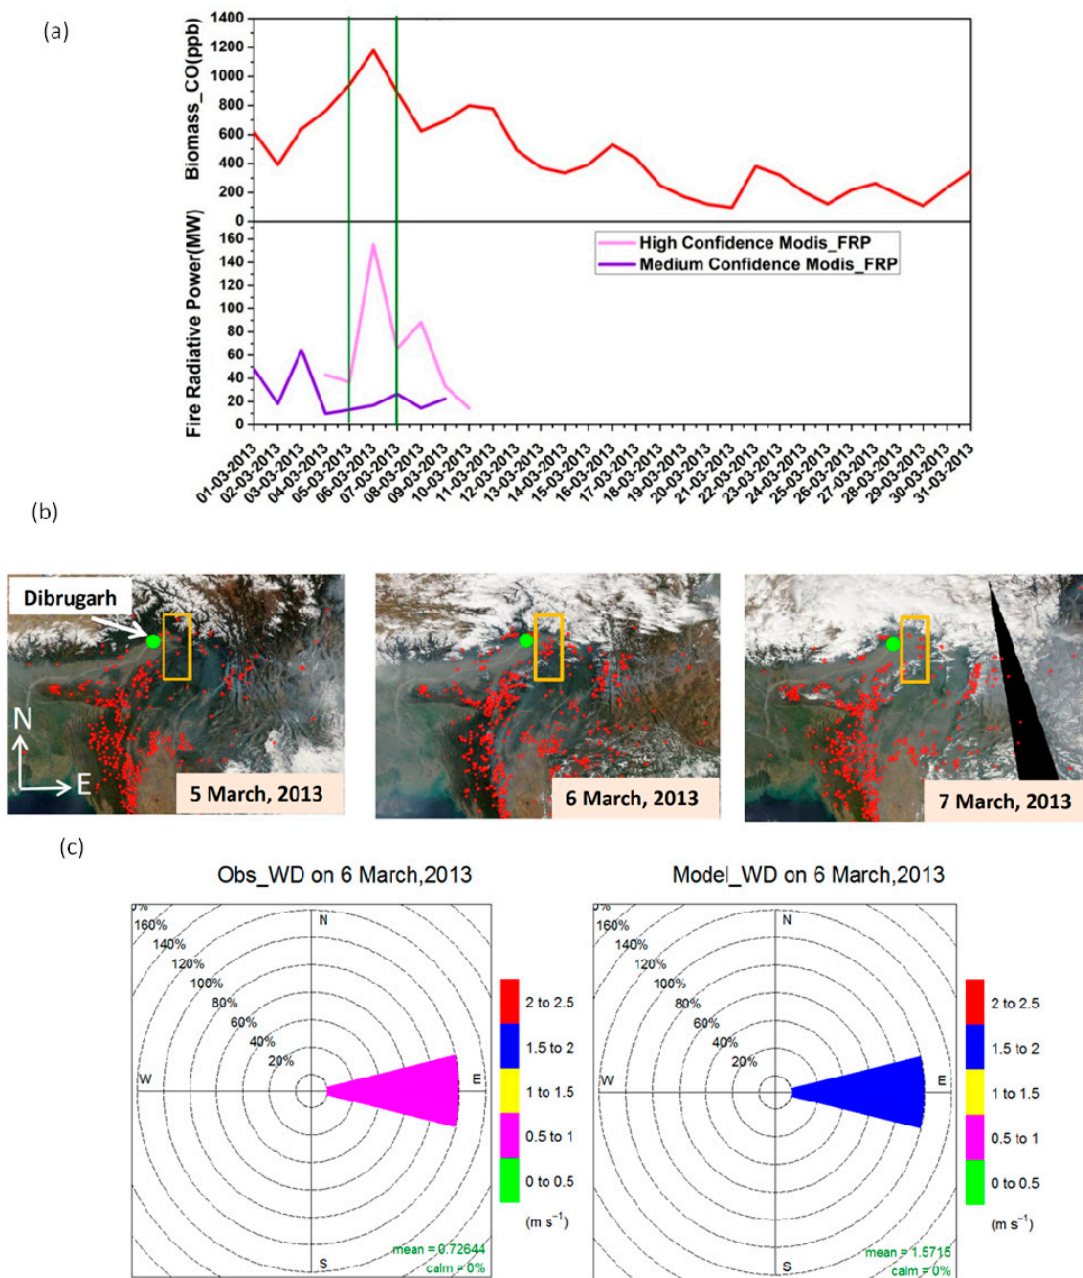 (a)
Biomass_CO(ppb)
1400
1200
1000
800
600
400
200
0
Fire Radiative Power(MW)
160
140
120
100
80
60
40
20
0
High Confidence Modis_FRP
Medium Confidence Modis_FRP
01-03-2013
02-03-2013
03-03-2013
04-03-2013
05-03-2013
06-03-2013
07-03-2013
08-03-2013
09-03-2013
10-03-2013
11-03-2013
12-03-2013
13-03-2013
14-03-2013
15-03-2013
16-03-2013
17-03-2013
18-03-2013
19-03-2013
20-03-2013
21-03-2013
22-03-2013
23-03-2013
24-03-2013
25-03-2013
26-03-2013
27-03-2013
28-03-2013
29-03-2013
30-03-2013
31-03-2013
(b)
Dibrugarh
N
E
5 March, 2013
6 March, 2013
7 March, 2013
(c)
Obs_WD on 6 March,2013
0%
160%
140%
120%
100%
80%
60%
40%
20%
N
W
E
S
mean = 0.72644
calm = 0%
2 to 2.5
1.5 to 2
1 to 1.5
0.5 to 1
0 to 0.5
(m s⁻¹)
Model_WD on 6 March,2013
0%
160%
140%
120%
100%
80%
60%
40%
20%
N
W
E
S
mean = 1.5715
calm = 0%
2 to 2.5
1.5 to 2
1 to 1.5
0.5 to 1
0 to 0.5
(m s⁻¹)